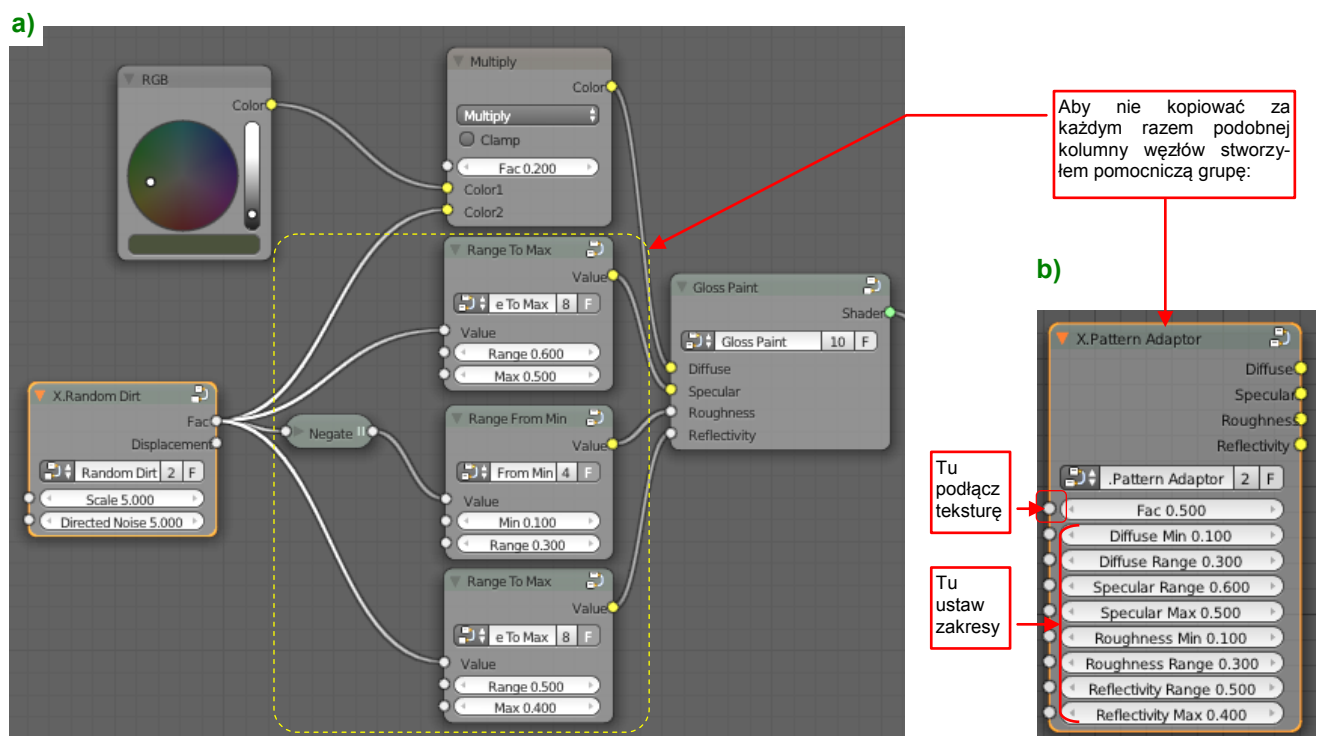 a)
RGB
Color
Multiply
Color
Multiply
Clamp
Fac 0.200
Color1
Color2
Range To Max
Value
e To Max 8 F
Value
Range 0.600
Max 0.500
X.Random Dirt
Fac
Displacement
Random Dirt 2 F
Scale 5.000
Directed Noise 5.000
Negate
Range From Min
Value
From Min 4 F
Value
Min 0.100
Range 0.300
Range To Max
Value
e To Max 8 F
Value
Range 0.500
Max 0.400
Gloss Paint
Shader
Gloss Paint 10 F
Diffuse
Specular
Roughness
Reflectivity
Aby nie kopiować za
każdym razem podobnej
kolumny węzłów stworzy-
łem pomocniczą grupę:
b)
X.Pattern Adaptor
Diffuse
Specular
Roughness
Reflectivity
.Pattern Adaptor 2 F
Fac 0.500
Diffuse Min 0.100
Diffuse Range 0.300
Specular Range 0.600
Specular Max 0.500
Roughness Min 0.100
Roughness Range 0.300
Reflectivity Range 0.500
Reflectivity Max 0.400
Tu
podłącz
teksturę
Tu
ustaw
zakresy